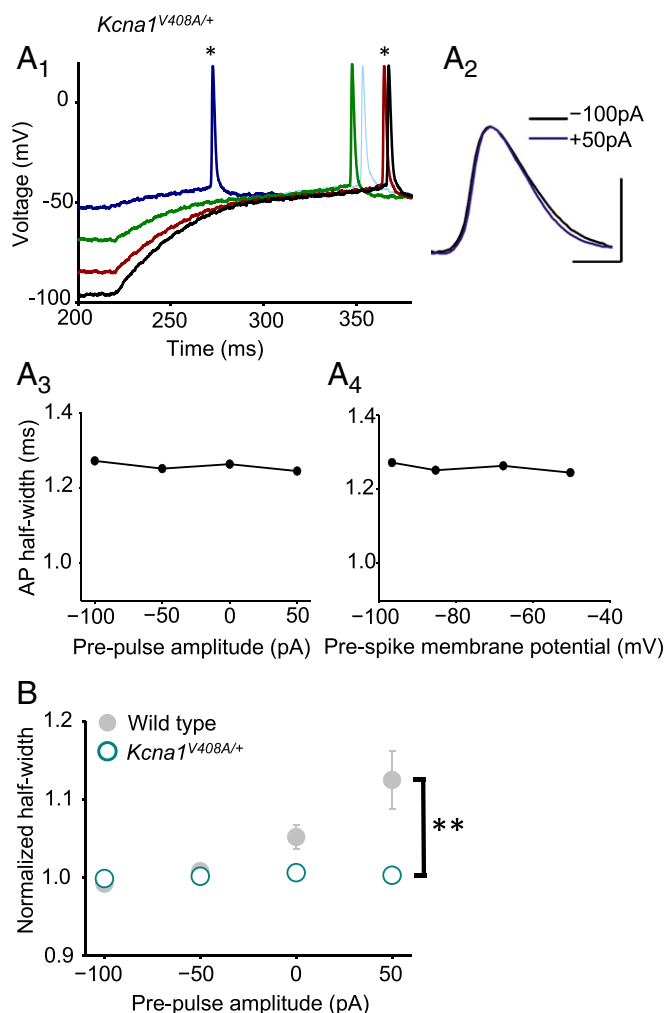 Kcna1V408A/+
A1
*
*
0
-50
-100
Voltage (mV)
200
250
300
350
Time (ms)
A2
−100pA
+50pA
A3
1.4
1.2
1.0
AP half-width (ms)
−100
−50
0
50
Pre-pulse amplitude (pA)
A4
1.4
1.2
1.0
−100
−80
−60
−40
Pre-spike membrane potential (mV)
B
Wild type
Kcna1V408A/+
1.2
1.1
1.0
0.9
Normalized half-width
**
−100
−50
0
50
Pre-pulse amplitude (pA)